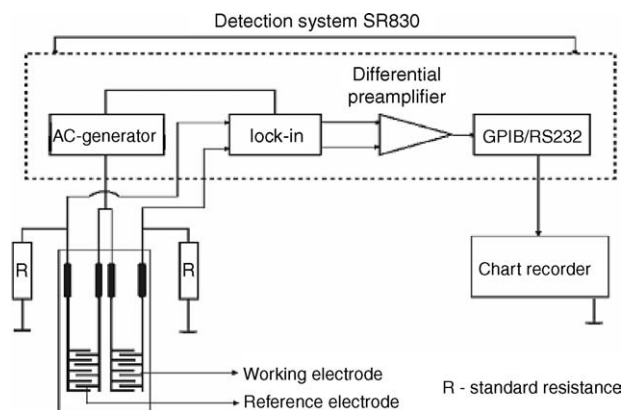 Detection system SR830
Differential
preamplifier
AC-generator
lock-in
GPIB/RS232
R
R
Chart recorder
Working electrode
Reference electrode
R - standard resistance